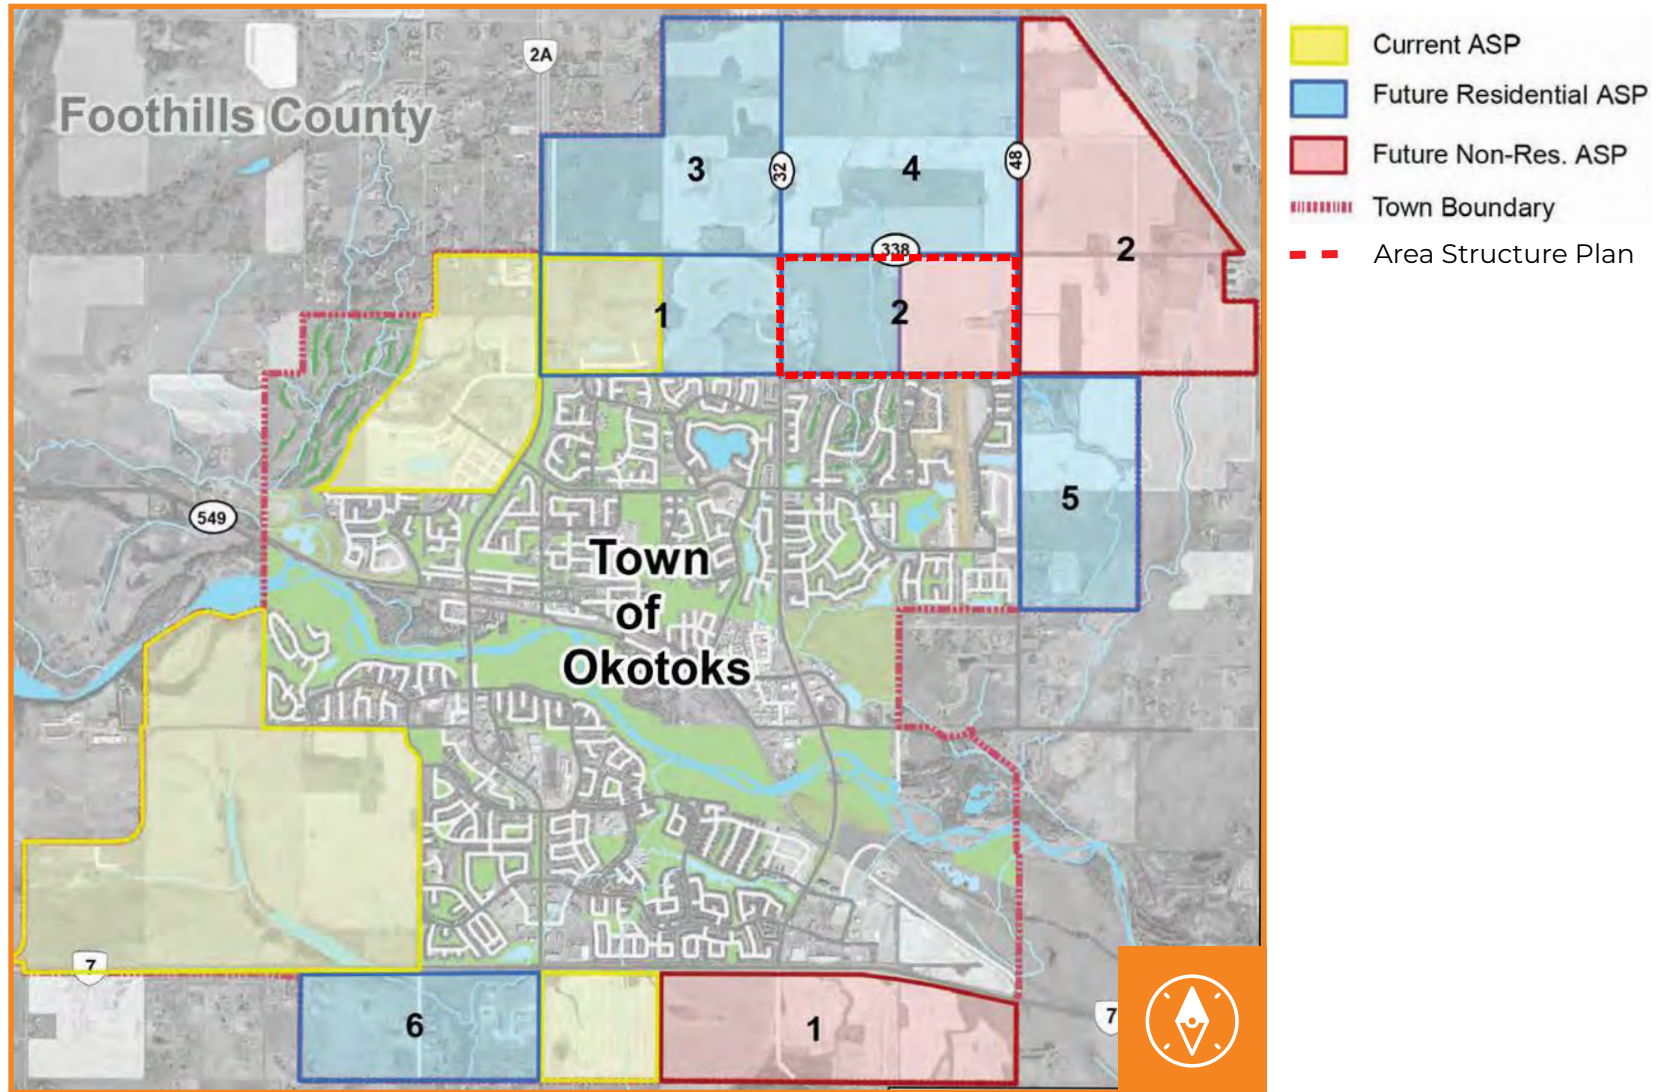 2A
Foothills County
3
32
4
48
338
2
1
2
5
549
Town
of
Okotoks
7
6
1
7
Current ASP
Future Residential ASP
Future Non-Res. ASP
Town Boundary
Area Structure Plan